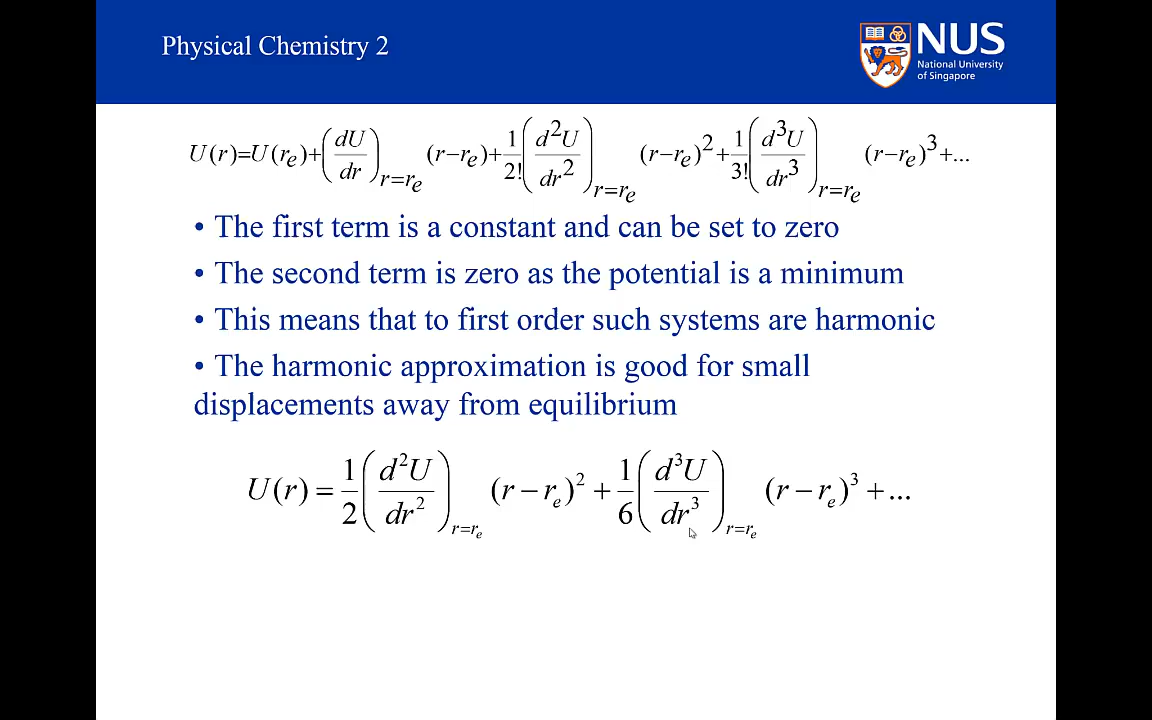 Physical Chemistry 2
NUS
National University
of Singapore
U(r)=U(r_e)+(dU/dr)_{r=r_e} (r−r_e)+1/2!(d²U/dr²)_{r=r_e} (r−r_e)²+1/3!(d³U/dr³)_{r=r_e} (r−r_e)³+...
• The first term is a constant and can be set to zero
• The second term is zero as the potential is a minimum
• This means that to first order such systems are harmonic
• The harmonic approximation is good for small
displacements away from equilibrium
U(r) = 1/2(d²U/dr²)_{r=r_e} (r − r_e)² + 1/6(d³U/dr³)_{r=r_e} (r − r_e)³ + ...